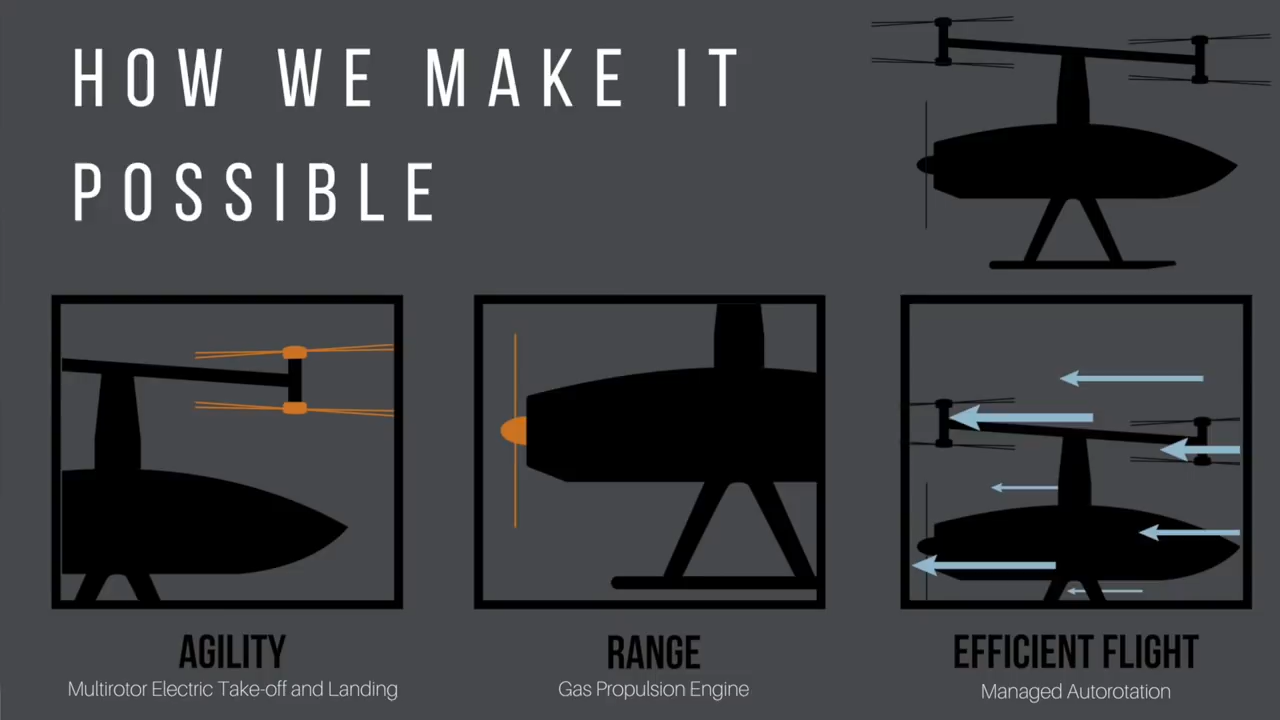 HOW WE MAKE IT
POSSIBLE
AGILITY
Multirotor Electric Take-off and Landing
RANGE
Gas Propulsion Engine
EFFICIENT FLIGHT
Managed Autorotation